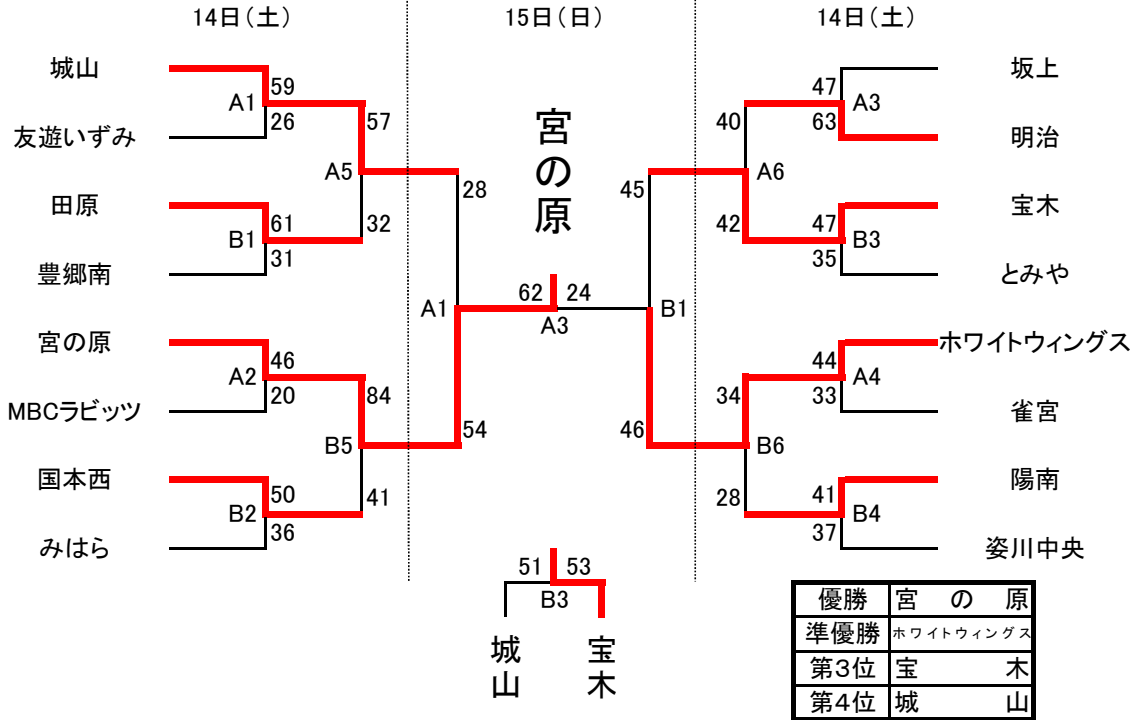 14日(土)
15日(日)
14日(土)
城山
59
A1
26
友遊いずみ
57
A5
32
田原
61
B1
31
豊郷南
28
A1
54
宮の原
46
A2
20
MBCラビッツ
84
B5
41
国本西
50
B2
36
みはら
宮の原
62
24
A3
51
53
B3
城山
宝木
坂上
47
A3
63
明治
40
A6
42
宝木
47
B3
35
とみや
45
B1
46
ホワイトウィングス
44
A4
33
雀宮
34
B6
28
陽南
41
B4
37
姿川中央
優勝 宮の原
準優勝 ホワイトウィングス
第3位 宝木
第4位 城山